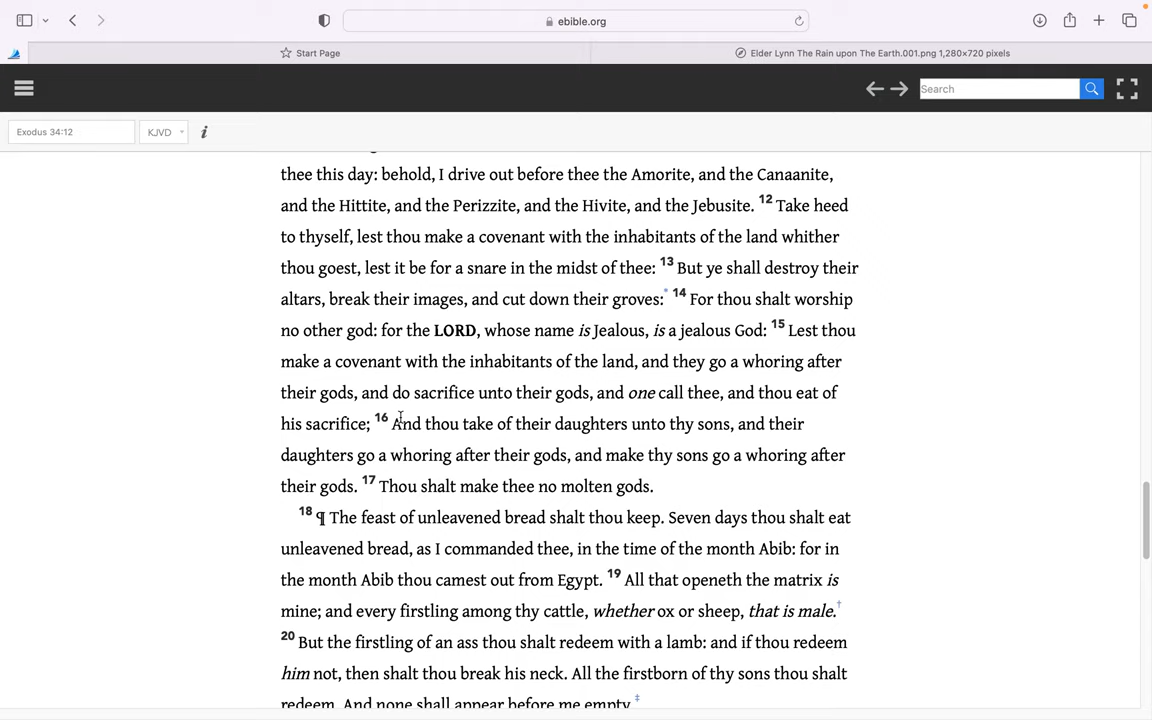 ebible.org
Start Page
Elder Lynn The Rain upon The Earth.001.png 1,280×720 pixels
Search
Exodus 34:12
KJVD
i
thee this day: behold, I drive out before thee the Amorite, and the Canaanite,
and the Hittite, and the Perizzite, and the Hivite, and the Jebusite. 12 Take heed
to thyself, lest thou make a covenant with the inhabitants of the land whither
thou goest, lest it be for a snare in the midst of thee: 13 But ye shall destroy their
altars, break their images, and cut down their groves:* 14 For thou shalt worship
no other god: for the LORD, whose name is Jealous, is a jealous God: 15 Lest thou
make a covenant with the inhabitants of the land, and they go a whoring after
their gods, and do sacrifice unto their gods, and one call thee, and thou eat of
his sacrifice; 16 And thou take of their daughters unto thy sons, and their
daughters go a whoring after their gods, and make thy sons go a whoring after
their gods. 17 Thou shalt make thee no molten gods.
18 ¶ The feast of unleavened bread shalt thou keep. Seven days thou shalt eat
unleavened bread, as I commanded thee, in the time of the month Abib: for in
the month Abib thou camest out from Egypt. 19 All that openeth the matrix is
mine; and every firstling among thy cattle, whether ox or sheep, that is male.†
20 But the firstling of an ass thou shalt redeem with a lamb: and if thou redeem
him not, then shalt thou break his neck. All the firstborn of thy sons thou shalt
redeem. And none shall appear before me empty.‡